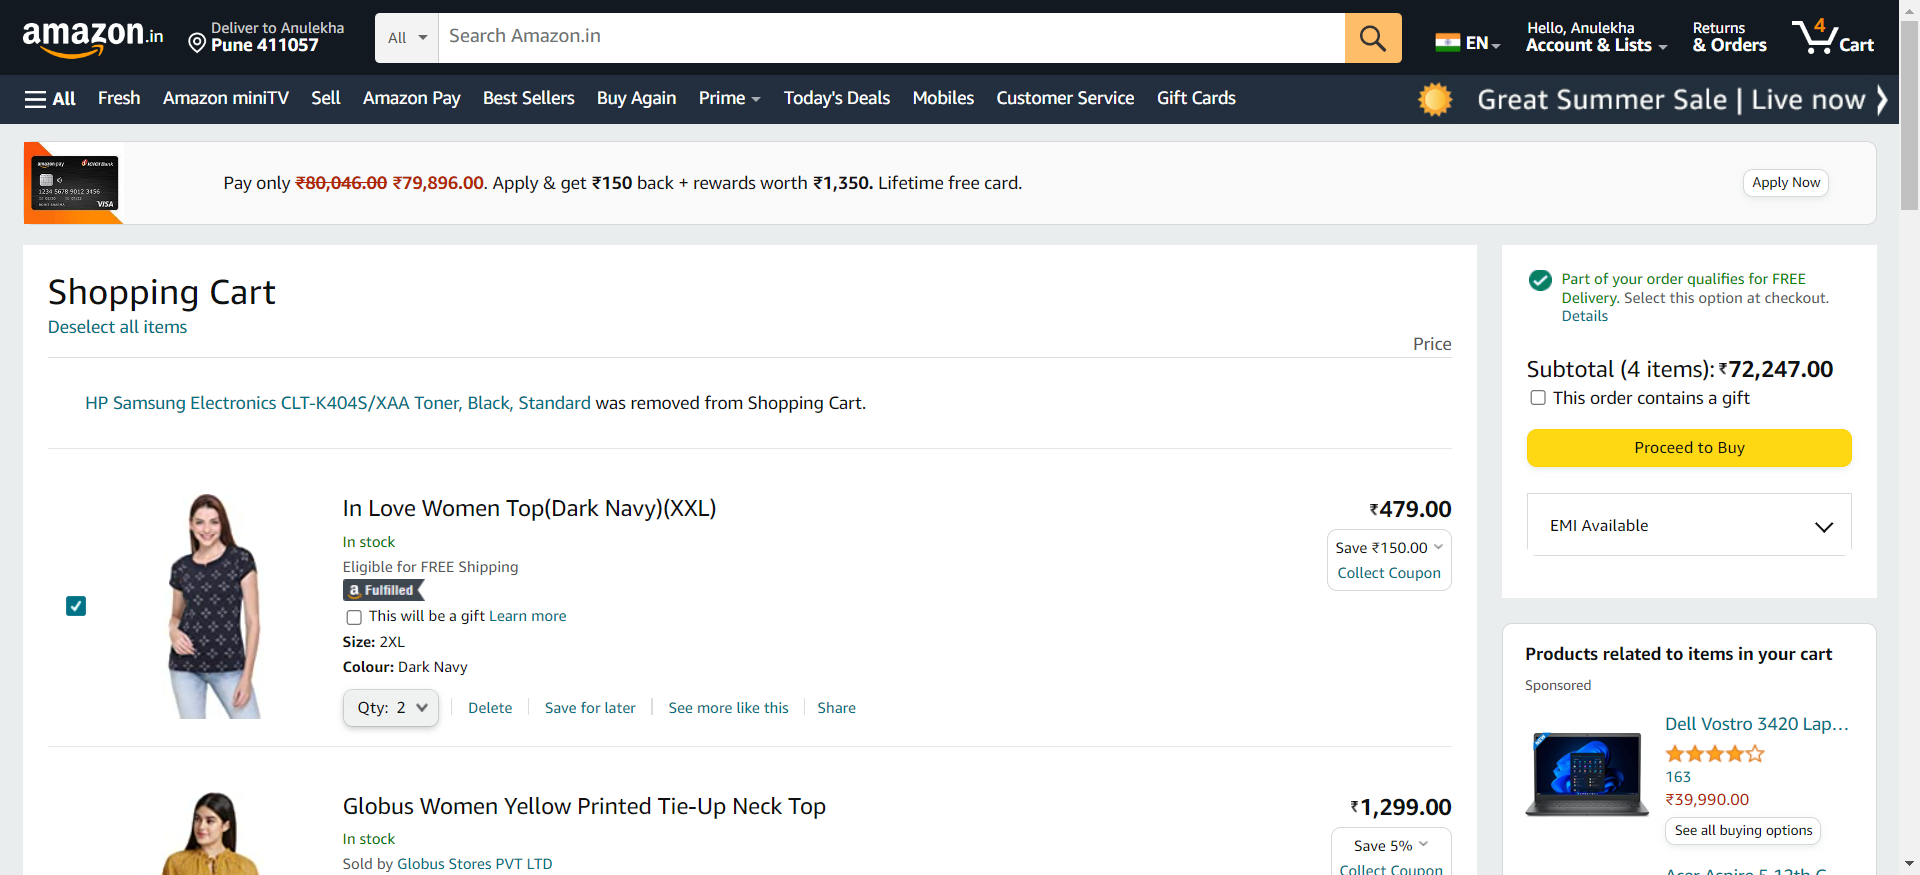 amazon.in
Deliver to Anulekha
Pune 411057
All
Search Amazon.in
EN
Hello, Anulekha
Account & Lists
Returns
& Orders
4
Cart
All
Fresh
Amazon miniTV
Sell
Amazon Pay
Best Sellers
Buy Again
Prime
Today's Deals
Mobiles
Customer Service
Gift Cards
Great Summer Sale | Live now
amazon pay
ICICI Bank
1234 5678 9012 3456
VISA
Pay only ₹80,046.00 ₹79,896.00. Apply & get ₹150 back + rewards worth ₹1,350. Lifetime free card.
Apply Now
Shopping Cart
Deselect all items
Price
HP Samsung Electronics CLT-K404S/XAA Toner, Black, Standard was removed from Shopping Cart.
In Love Women Top(Dark Navy)(XXL)
₹479.00
In stock
Save ₹150.00
Collect Coupon
Eligible for FREE Shipping
a Fulfilled
This will be a gift Learn more
Size: 2XL
Colour: Dark Navy
Qty: 2
Delete
Save for later
See more like this
Share
Globus Women Yellow Printed Tie-Up Neck Top
₹1,299.00
In stock
Save 5%
Collect Coupon
Sold by Globus Stores PVT LTD
Part of your order qualifies for FREE
Delivery. Select this option at checkout.
Details
Subtotal (4 items): ₹72,247.00
This order contains a gift
Proceed to Buy
EMI Available
Products related to items in your cart
Sponsored
NEW
Dell Vostro 3420 Lap…
163
₹39,990.00
See all buying options
Acer Aspire 5 12th G